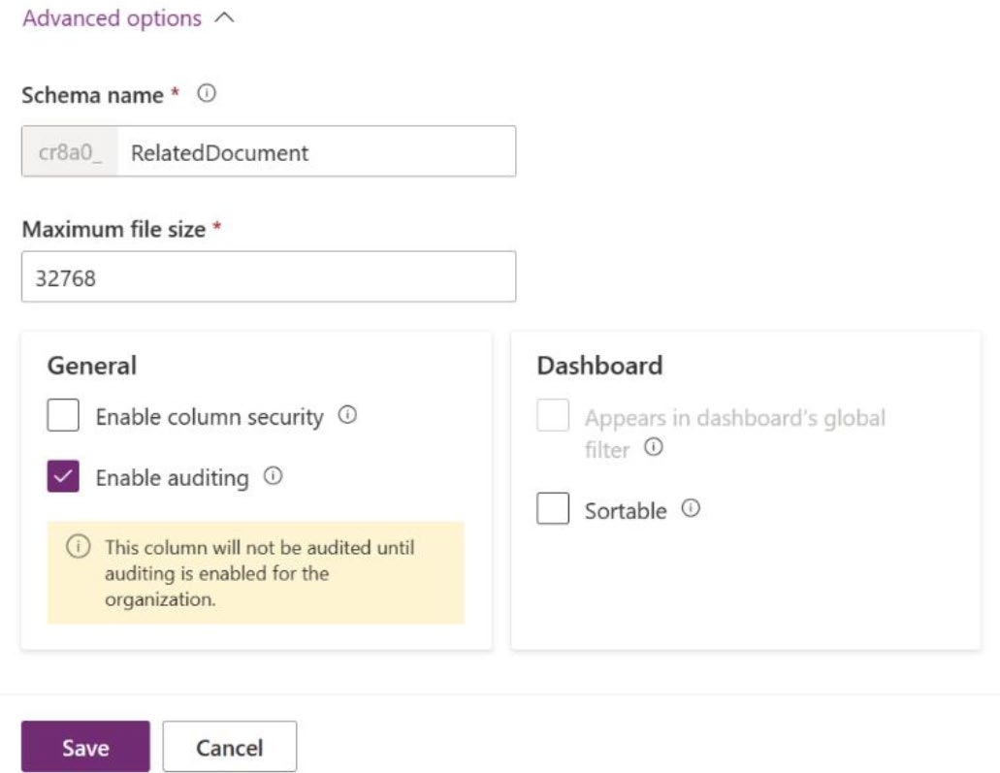 Advanced options
Schema name *
cr8a0_ RelatedDocument
Maximum file size *
32768
General
Enable column security
Enable auditing
This column will not be audited until
auditing is enabled for the
organization.
Dashboard
Appears in dashboard's global
filter
Sortable
Save Cancel